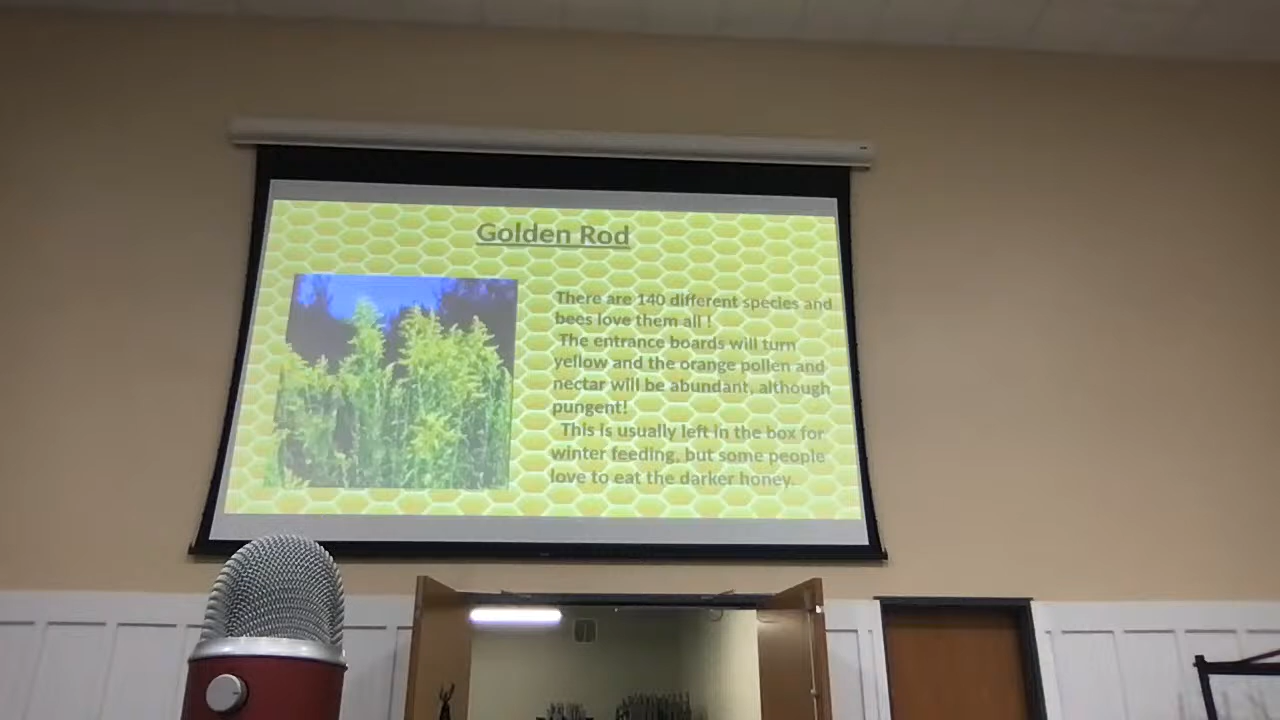 Golden Rod
There are 140 different species and
bees love them all !
The entrance boards will turn
yellow and the orange pollen and
nectar will be abundant, although
pungent!
This is usually left in the box for
winter feeding, but some people
love to eat the darker honey.